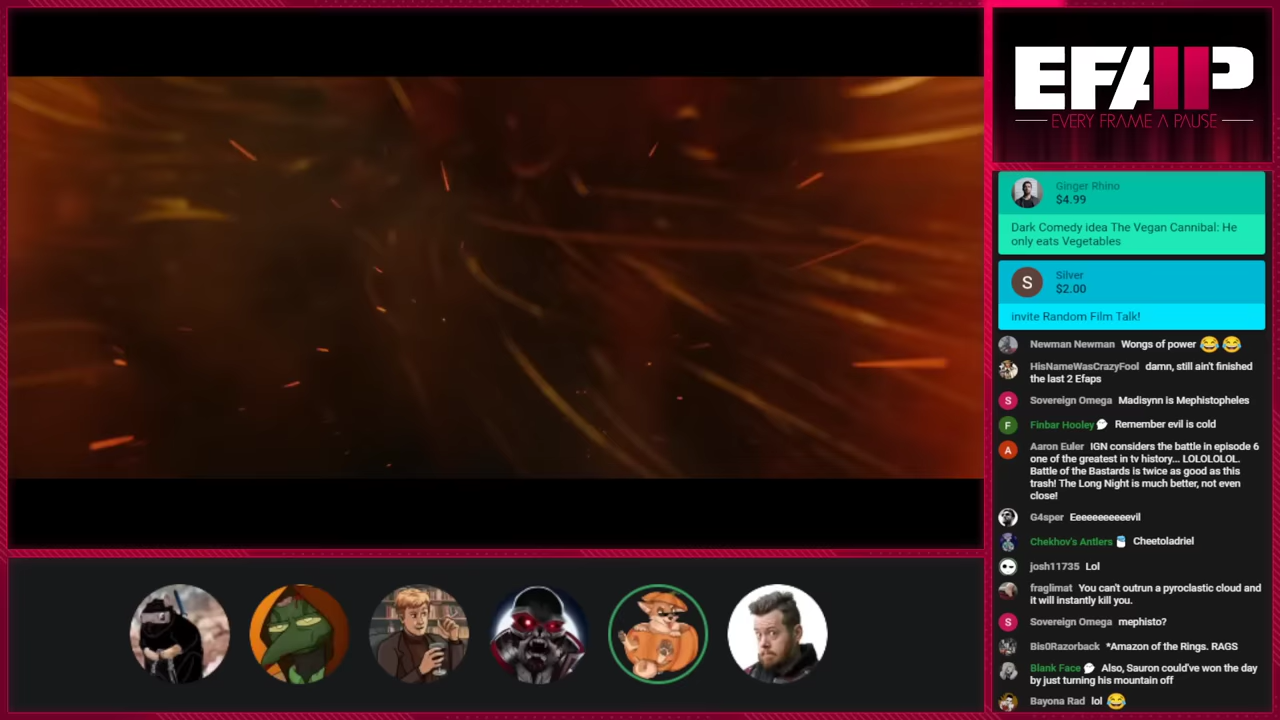 EFAP
EVERY FRAME A PAUSE
Ginger Rhino
$4.99
Dark Comedy idea The Vegan Cannibal: He
only eats Vegetables
S
Silver
$2.00
invite Random Film Talk!
Newman Newman Wongs of power 😂😂
HisNameWasCrazyFool damn, still ain't finished
the last 2 Efaps
S Sovereign Omega Madisynn is Mephistopheles
F Finbar Hooley Remember evil is cold
A Aaron Euler IGN considers the battle in episode 6
one of the greatest in tv history... LOLOLOLOL.
Battle of the Bastards is twice as good as this
trash! The Long Night is much better, not even
close!
G4sper Eeeeeeeeeeevil
Chekhov's Antlers Cheetoladriel
josh11735 Lol
fraglimat You can't outrun a pyroclastic cloud and
it will instantly kill you.
S Sovereign Omega mephisto?
Bis0Razorback *Amazon of the Rings. RAGS
Blank Face Also, Sauron could've won the day
by just turning his mountain off
Bayona Rad lol 😂